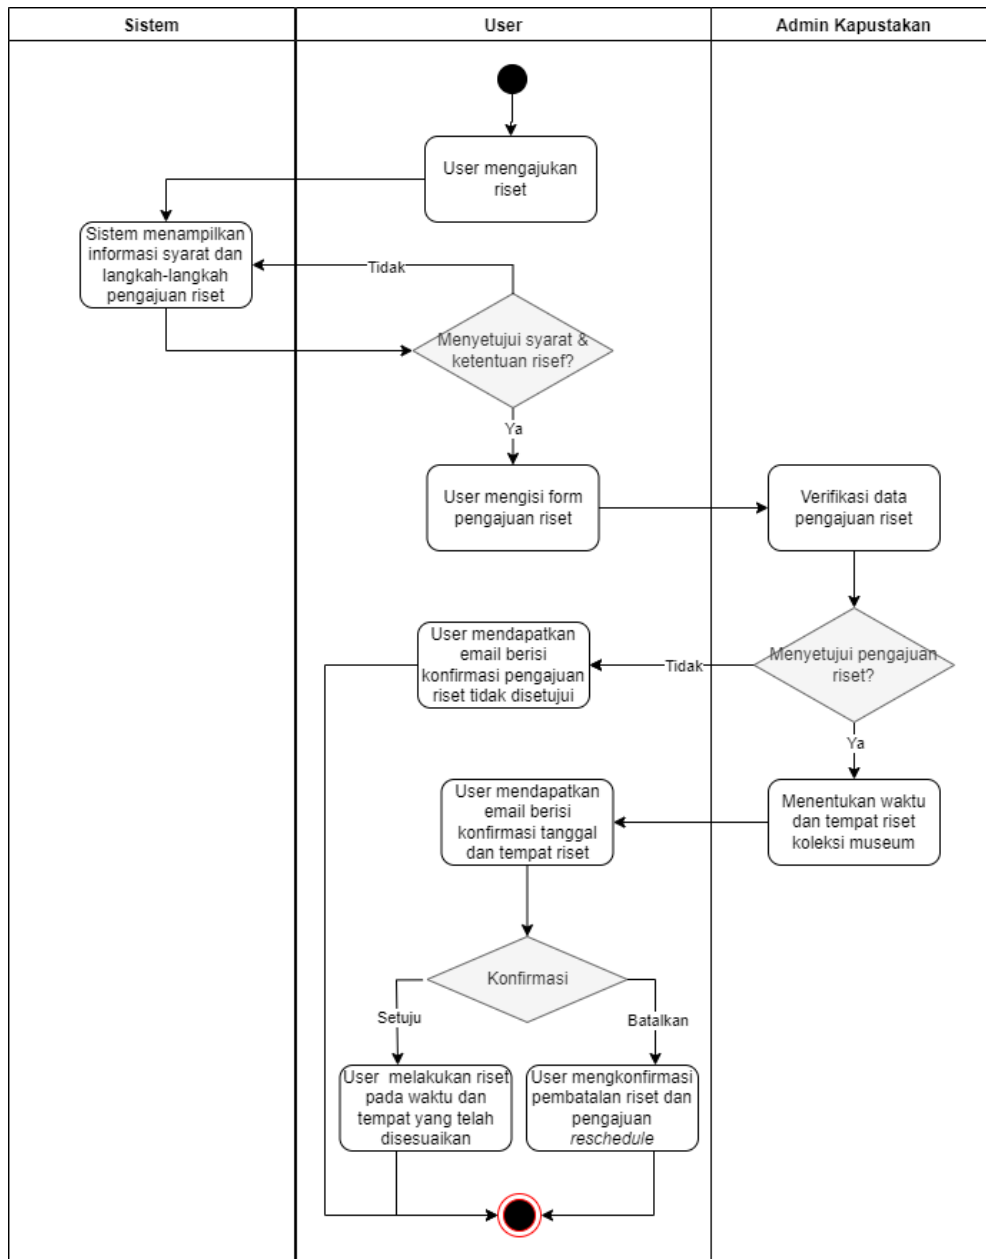 Sistem
User
Admin Kapustakan
User mengajukan
riset
Sistem menampilkan
informasi syarat dan
langkah-langkah
pengajuan riset
Tidak
Menyetujui syarat &
ketentuan riset?
Ya
User mengisi form
pengajuan riset
Verifikasi data
pengajuan riset
Menyetujui pengajuan
riset?
Tidak
User mendapatkan
email berisi
konfirmasi pengajuan
riset tidak disetujui
Ya
Menentukan waktu
dan tempat riset
koleksi museum
User mendapatkan
email berisi
konfirmasi tanggal
dan tempat riset
Konfirmasi
Setuju
Batalkan
User melakukan riset
pada waktu dan
tempat yang telah
disesuaikan
User mengkonfirmasi
pembatalan riset dan
pengajuan
reschedule